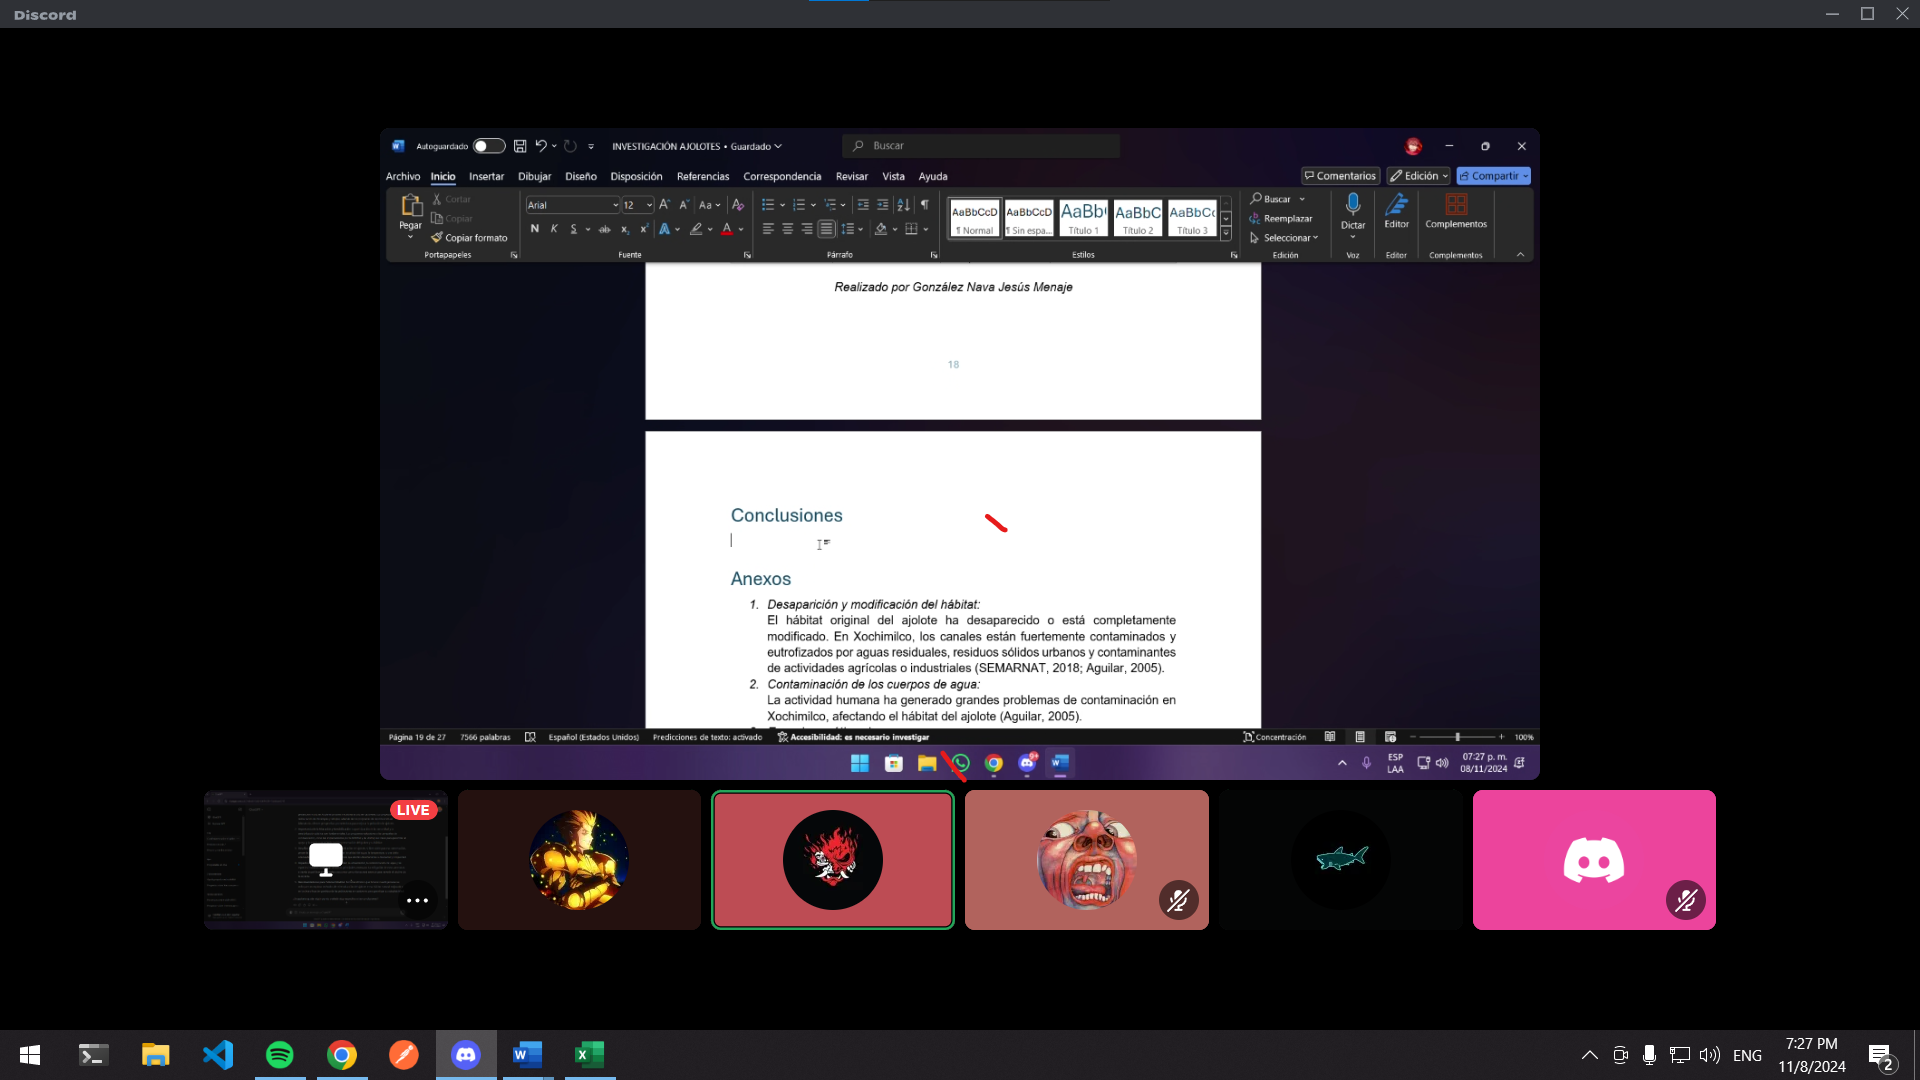 Discord
Autoguardado
INVESTIGACIÓN AJOLOTES • Guardado
Buscar
Archivo Inicio Insertar Dibujar Diseño Disposición Referencias Correspondencia Revisar Vista Ayuda
Comentarios Edición Compartir
Pegar
Cortar
Copiar
Copiar formato
Portapapeles
Arial 12
N K S ab x x A A
Fuente
Párrafo
AaBbCcD AaBbCcD AaBb( AaBbC AaBbCc
¶ Normal ¶ Sin espa... Título 1 Título 2 Título 3
Estilos
Buscar
Reemplazar
Seleccionar
Edición
Dictar
Voz
Editor
Editor
Complementos
Complementos
Realizado por González Nava Jesús Menaje
18
Conclusiones
Anexos
1. Desaparición y modificación del hábitat:
El hábitat original del ajolote ha desaparecido o está completamente
modificado. En Xochimilco, los canales están fuertemente contaminados y
eutrofizados por aguas residuales, residuos sólidos urbanos y contaminantes
de actividades agrícolas o industriales (SEMARNAT, 2018; Aguilar, 2005).
2. Contaminación de los cuerpos de agua:
La actividad humana ha generado grandes problemas de contaminación en
Xochimilco, afectando el hábitat del ajolote (Aguilar, 2005).
Página 19 de 27 7566 palabras Español (Estados Unidos) Predicciones de texto: activado Accesibilidad: es necesario investigar
Concentración 100%
ESP
LAA
07:27 p. m.
08/11/2024
LIVE
ENG
7:27 PM
11/8/2024
2